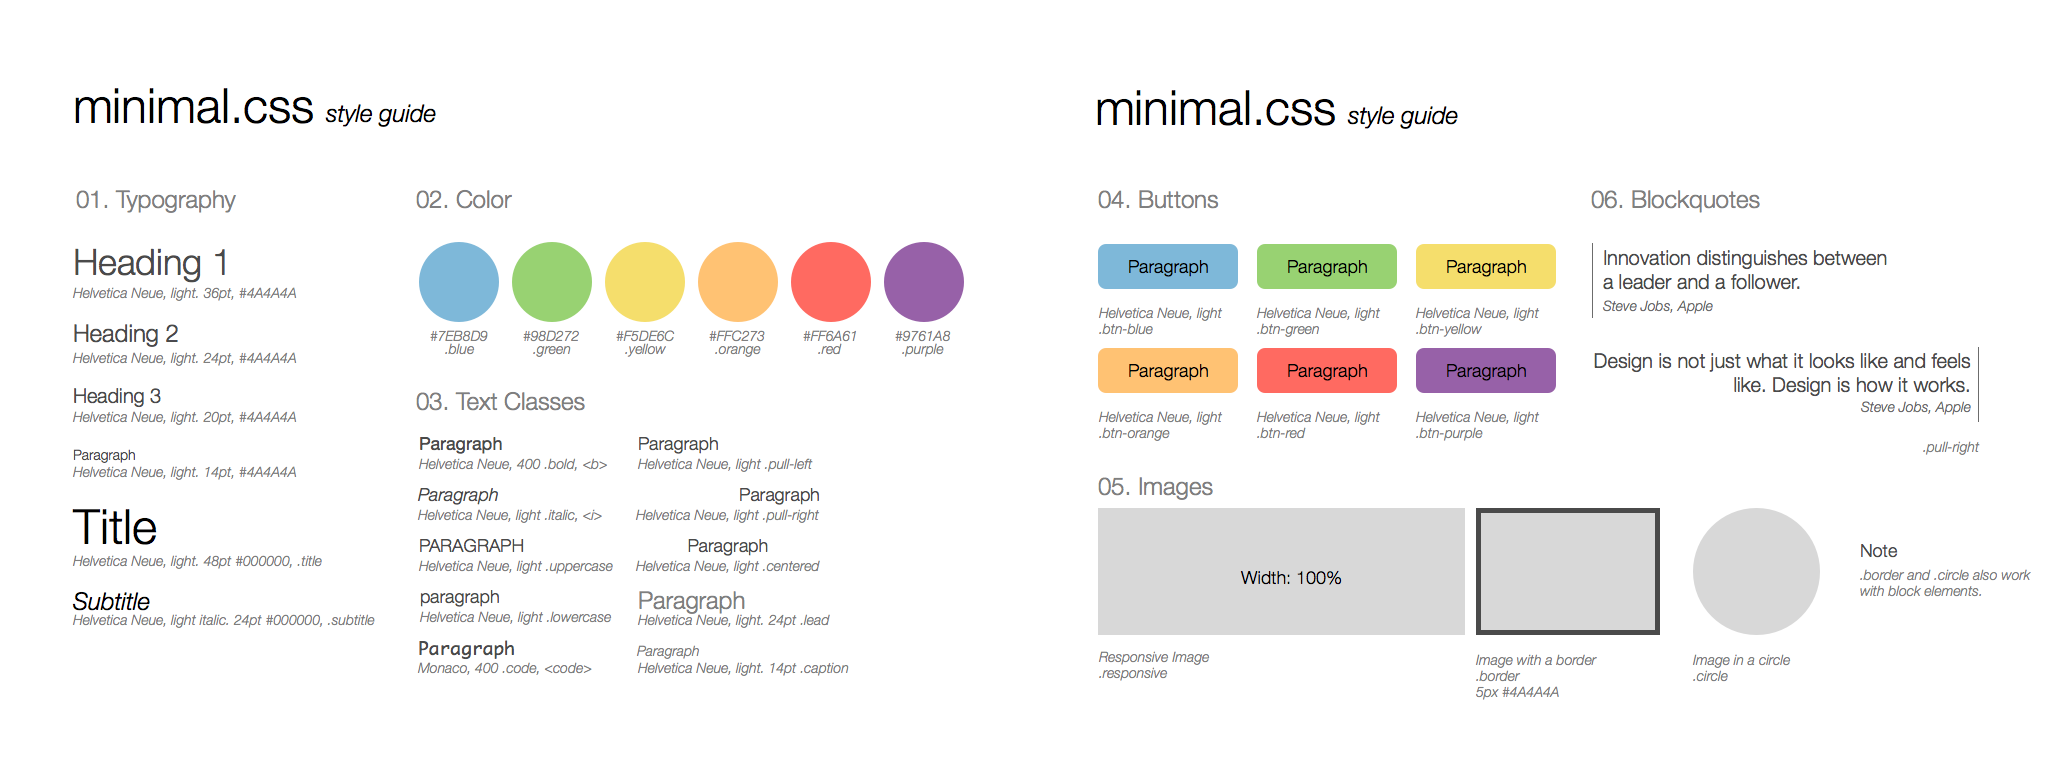 minimal.css style guide
01. Typography
Heading 1
Helvetica Neue, light. 36pt, #4A4A4A
Heading 2
Helvetica Neue, light. 24pt, #4A4A4A
Heading 3
Helvetica Neue, light. 20pt, #4A4A4A
Paragraph
Helvetica Neue, light. 14pt, #4A4A4A
Title
Helvetica Neue, light. 48pt #000000, .title
Subtitle
Helvetica Neue, light italic. 24pt #000000, .subtitle
02. Color
#7EB8D9
.blue
#98D272
.green
#F5DE6C
.yellow
#FFC273
.orange
#FF6A61
.red
#9761A8
.purple
03. Text Classes
Paragraph
Helvetica Neue, 400 .bold, <b>
Paragraph
Helvetica Neue, light .italic, <i>
PARAGRAPH
Helvetica Neue, light .uppercase
paragraph
Helvetica Neue, light .lowercase
Paragraph
Monaco, 400 .code, <code>
Paragraph
Helvetica Neue, light .pull-left
Paragraph
Helvetica Neue, light .pull-right
Paragraph
Helvetica Neue, light .centered
Paragraph
Helvetica Neue, light. 24pt .lead
Paragraph
Helvetica Neue, light. 14pt .caption
minimal.css style guide
04. Buttons
Paragraph
Helvetica Neue, light
.btn-blue
Paragraph
Helvetica Neue, light
.btn-green
Paragraph
Helvetica Neue, light
.btn-yellow
Paragraph
Helvetica Neue, light
.btn-orange
Paragraph
Helvetica Neue, light
.btn-red
Paragraph
Helvetica Neue, light
.btn-purple
05. Images
Width: 100%
Responsive Image
.responsive
Image with a border
.border
5px #4A4A4A
Image in a circle
.circle
Note
.border and .circle also work
with block elements.
06. Blockquotes
Innovation distinguishes between
a leader and a follower.
Steve Jobs, Apple
Design is not just what it looks like and feels
like. Design is how it works.
Steve Jobs, Apple
.pull-right